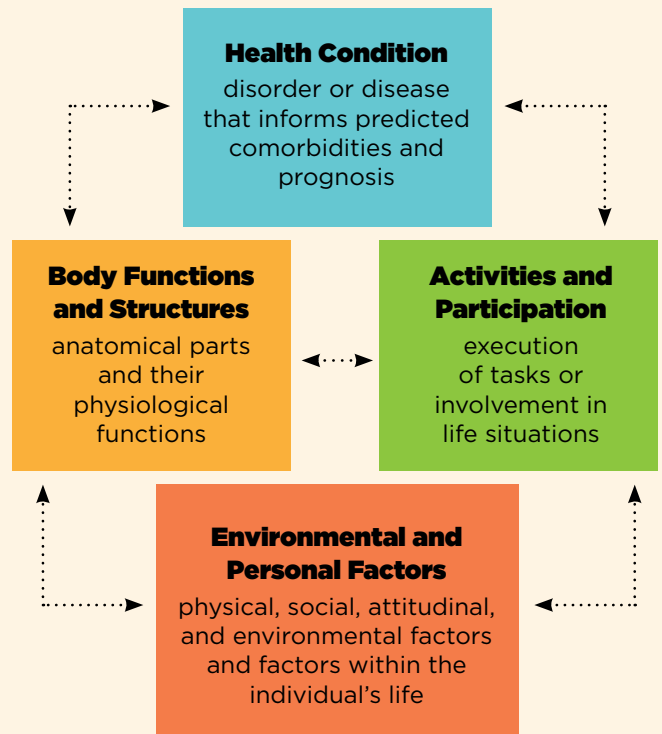 Health Condition
disorder or disease
that informs predicted
comorbidities and
prognosis
Body Functions
and Structures
anatomical parts
and their
physiological
functions
Activities and
Participation
execution
of tasks or
involvement in
life situations
Environmental and
Personal Factors
physical, social, attitudinal,
and environmental factors
and factors within the
individual’s life